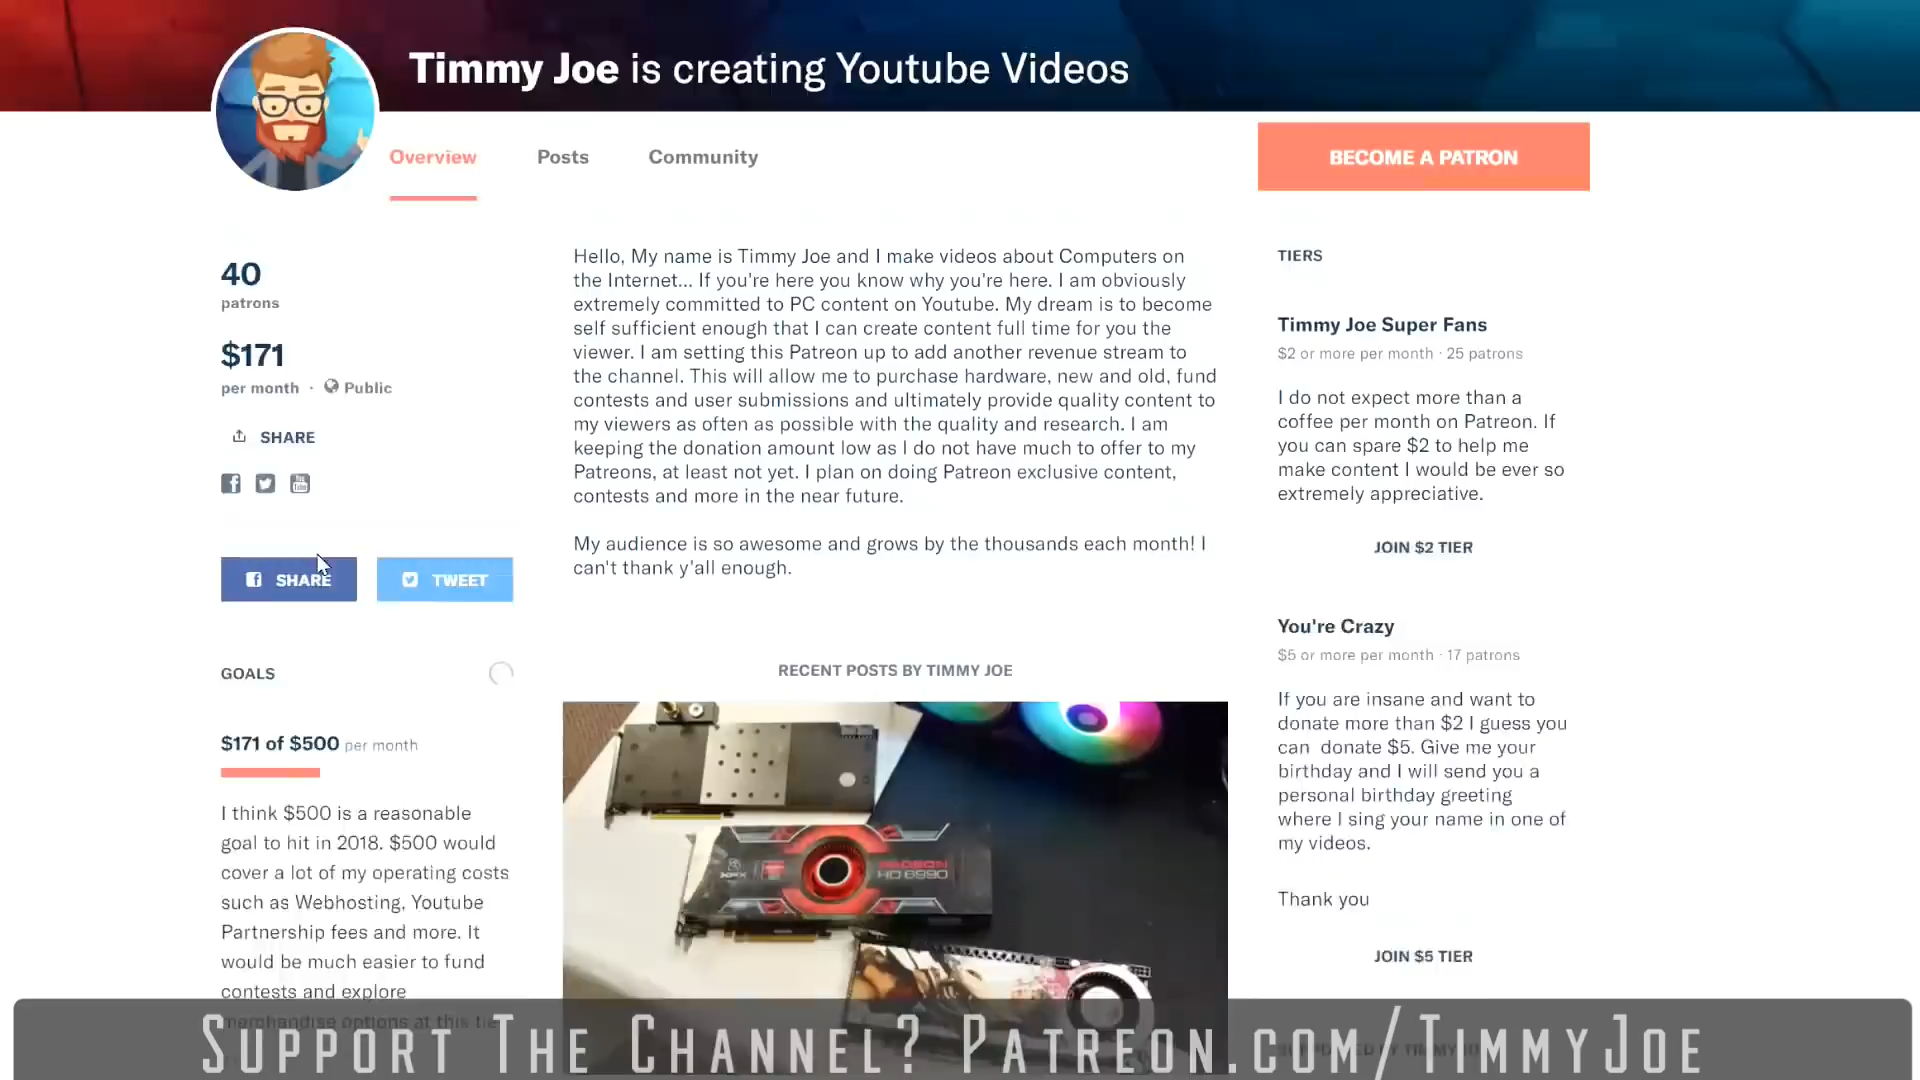 Timmy Joe is creating Youtube Videos
Overview
Posts
Community
BECOME A PATRON
40
patrons
$171
per month · Public
SHARE
SHARE
TWEET
GOALS
$171 of $500 per month
I think $500 is a reasonable
goal to hit in 2018. $500 would
cover a lot of my operating costs
such as Webhosting, Youtube
Partnership fees and more. It
would be much easier to fund
contests and explore
merchandise options at this
Hello, My name is Timmy Joe and I make videos about Computers on
the Internet... If you're here you know why you're here. I am obviously
extremely committed to PC content on Youtube. My dream is to become
self sufficient enough that I can create content full time for you the
viewer. I am setting this Patreon up to add another revenue stream to
the channel. This will allow me to purchase hardware, new and old, fund
contests and user submissions and ultimately provide quality content to
my viewers as often as possible with the quality and research. I am
keeping the donation amount low as I do not have much to offer to my
Patreons, at least not yet. I plan on doing Patreon exclusive content,
contests and more in the near future.
My audience is so awesome and grows by the thousands each month! I
can't thank y'all enough.
RECENT POSTS BY TIMMY JOE
XFX
RADEON
HD 6990
TIERS
Timmy Joe Super Fans
$2 or more per month · 25 patrons
I do not expect more than a
coffee per month on Patreon. If
you can spare $2 to help me
make content I would be ever so
extremely appreciative.
JOIN $2 TIER
You're Crazy
$5 or more per month · 17 patrons
If you are insane and want to
donate more than $2 I guess you
can donate $5. Give me your
birthday and I will send you a
personal birthday greeting
where I sing your name in one of
my videos.
Thank you
JOIN $5 TIER
Support The Channel? Patreon.com/TimmyJoe